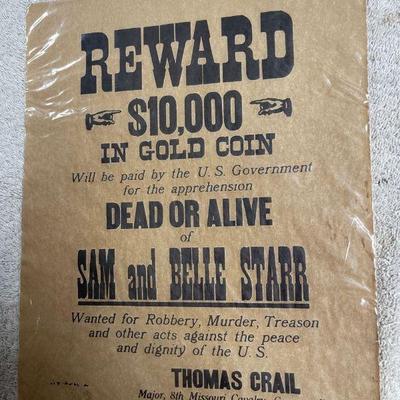 REWARD
$10,000
IN GOLD COIN
Will be paid by the U.S. Government
for the apprehension
DEAD OR ALIVE
of
SAM and BELLE STARR
Wanted for Robbery, Murder, Treason
and other acts against the peace
and dignity of the U.S.
THOMAS CRAIL
Major, 8th Missouri Cavalry,